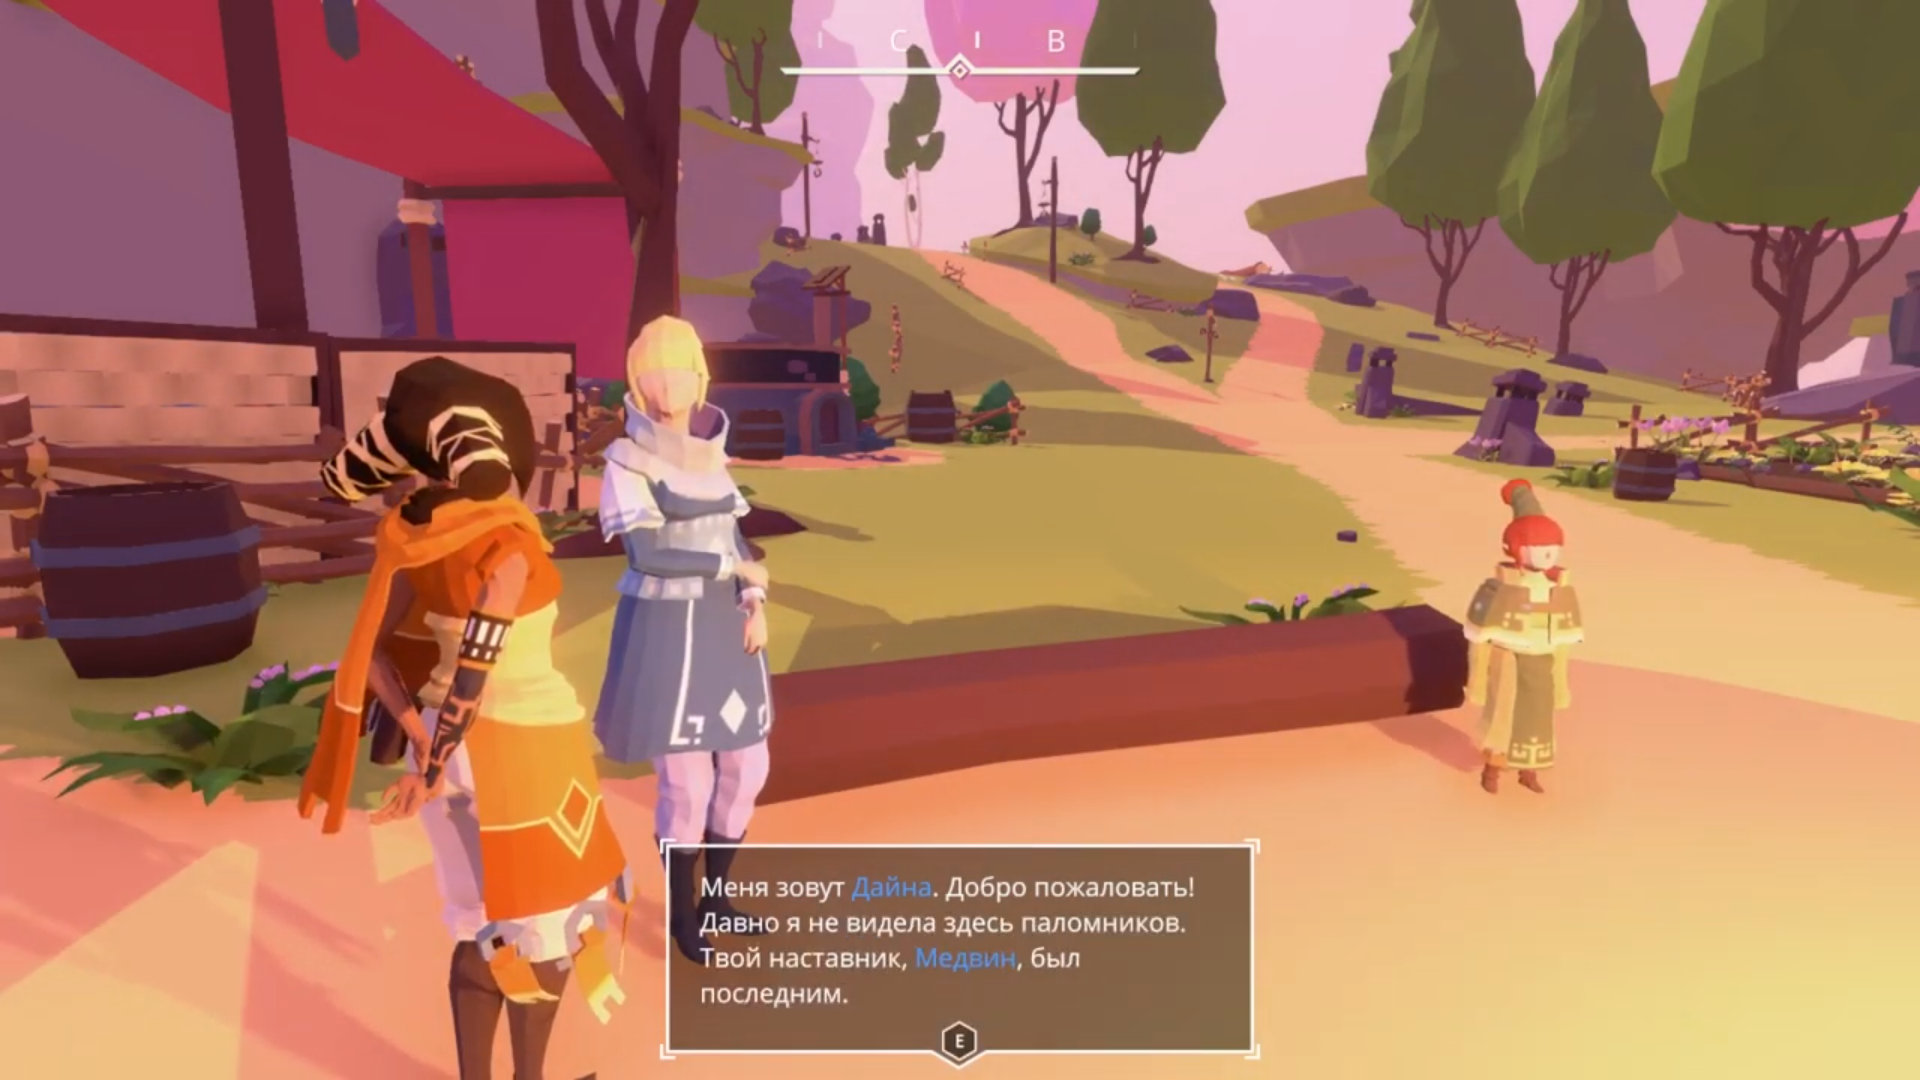 С В
Меня зовут Дайна. Добро пожаловать!
Давно я не видела здесь паломников.
Твой наставник, Медвин, был
последним.
E